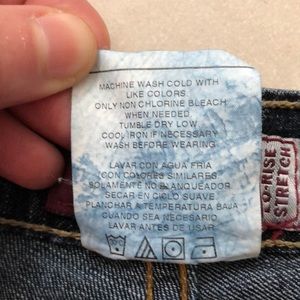 MACHINE WASH COLD WITH
LIKE COLORS
ONLY NON CHLORINE BLEACH
WHEN NEEDED
TUMBLE DRY LOW
COOL IRON IF NECESSARY
WASH BEFORE WEARING
LAVAR CON AGUA FRIA
CON COLORES SIMILARES
SOLAMENTE NO BLANQUEADOR
SECAR EN CICLO SUAVE
PLANCHAR A TEMPERATURA BAJA
CUANDO SEA NECESARIO
LAVAR ANTES DE USAR
LO-RISE
STRETCH